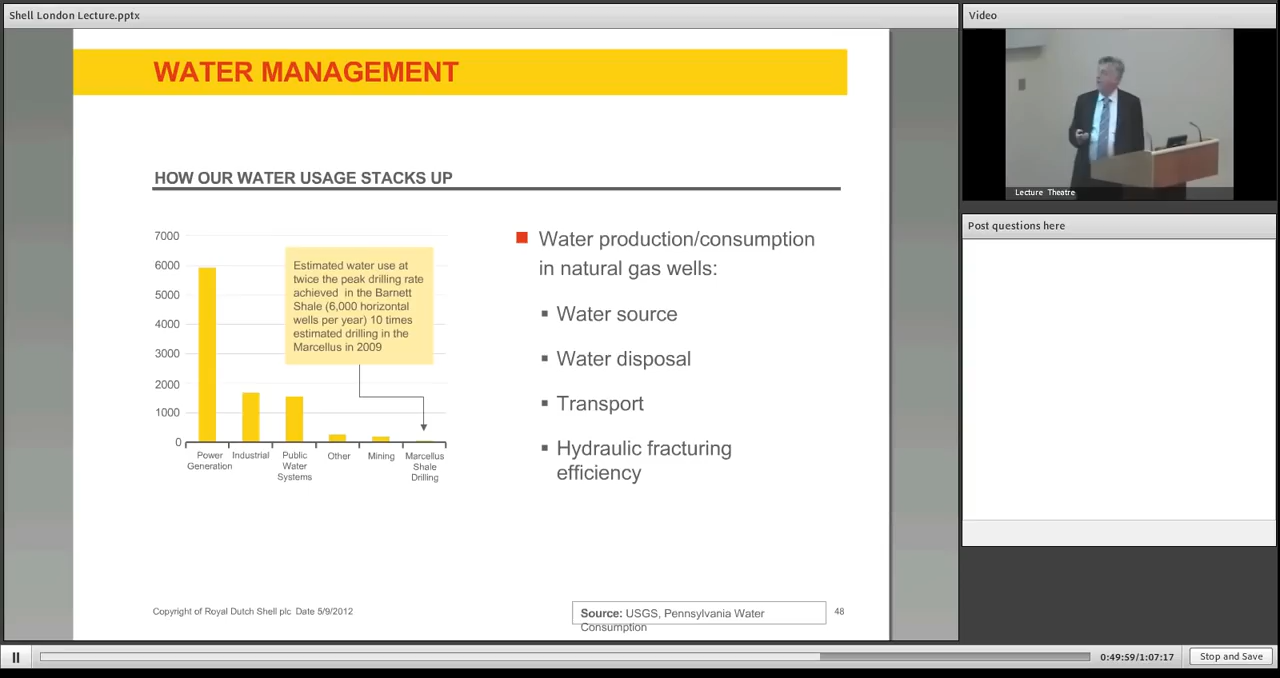 Shell London Lecture.pptx
WATER MANAGEMENT
HOW OUR WATER USAGE STACKS UP
7000
6000
5000
4000
3000
2000
1000
0
Estimated water use at
twice the peak drilling rate
achieved in the Barnett
Shale (6,000 horizontal
wells per year) 10 times
estimated drilling in the
Marcellus in 2009
Power
Generation
Industrial
Public
Water
Systems
Other
Mining
Marcellus
Shale
Drilling
Water production/consumption
in natural gas wells:
Water source
Water disposal
Transport
Hydraulic fracturing
efficiency
Copyright of Royal Dutch Shell plc Date 5/9/2012
Source: USGS, Pennsylvania Water
Consumption
48
Video
Lecture Theatre
Post questions here
0:49:59/1:07:17
Stop and Save